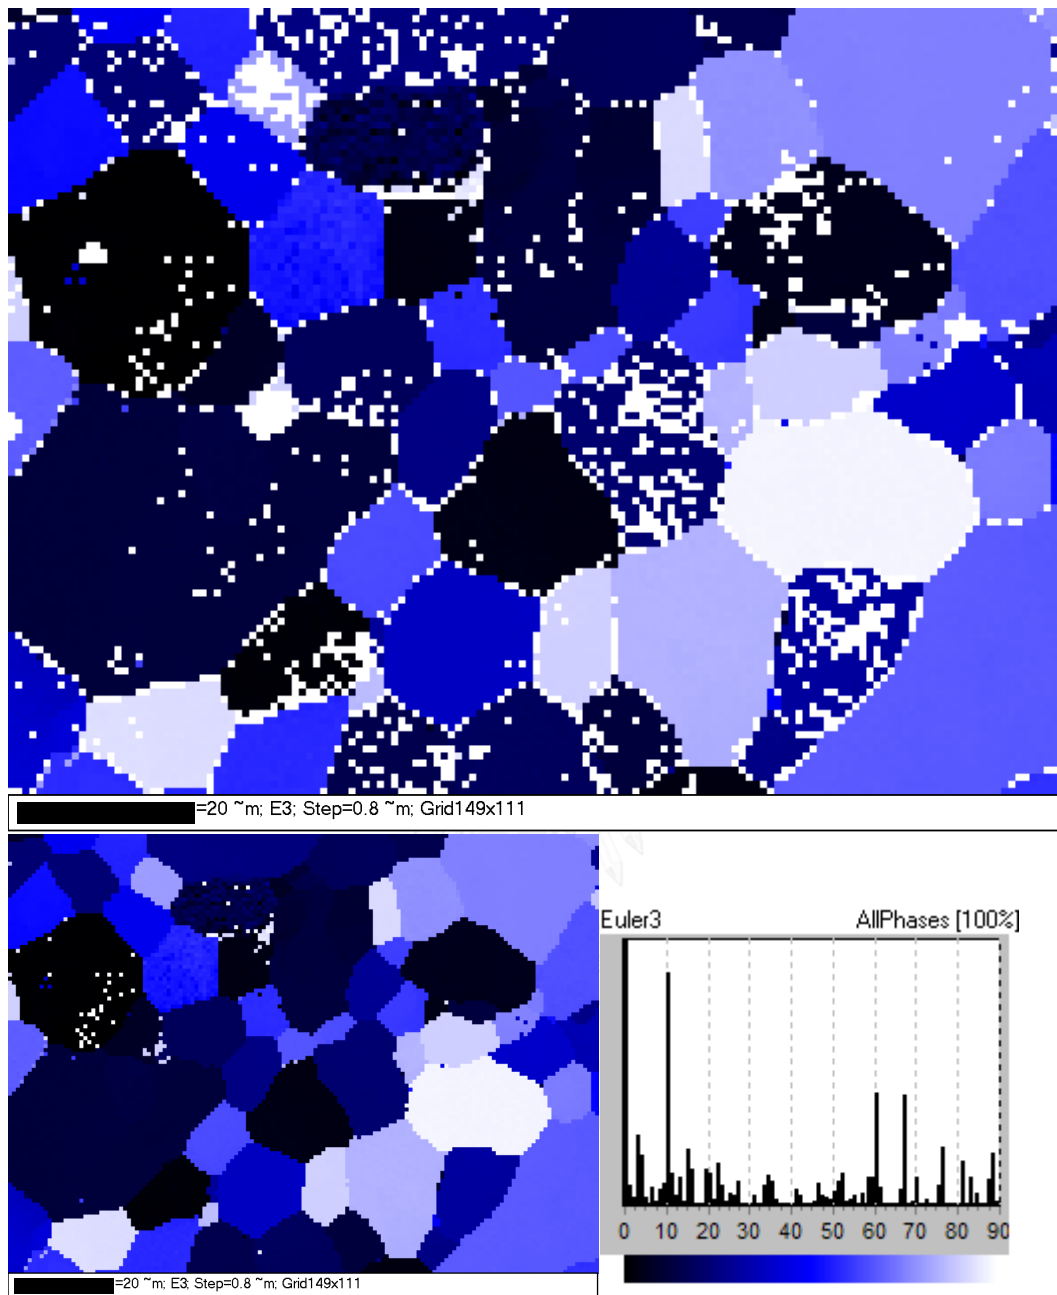 =20 ~m; E3; Step=0.8 ~m; Grid149x111
Euler3 AllPhases [100%]
0 10 20 30 40 50 60 70 80 90
=20 ~m; E3; Step=0.8 ~m; Grid149x111